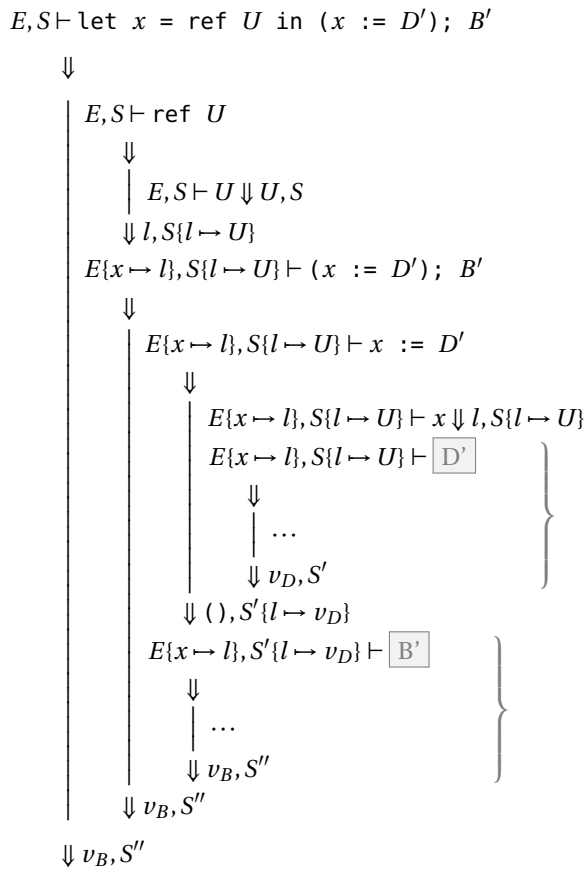 E, S ⊢ let x = ref U in (x := D′); B′
⇓
E, S ⊢ ref U
⇓
E, S ⊢ U ⇓ U, S
⇓ l, S{l ↦ U}
E{x ↦ l}, S{l ↦ U} ⊢ (x := D′); B′
⇓
E{x ↦ l}, S{l ↦ U} ⊢ x := D′
⇓
E{x ↦ l}, S{l ↦ U} ⊢ x ⇓ l, S{l ↦ U}
E{x ↦ l}, S{l ↦ U} ⊢ D’
⇓
...
⇓ v_D, S′
⇓ (), S′{l ↦ v_D}
E{x ↦ l}, S′{l ↦ v_D} ⊢ B’
⇓
...
⇓ v_B, S′′
⇓ v_B, S′′
⇓ v_B, S′′